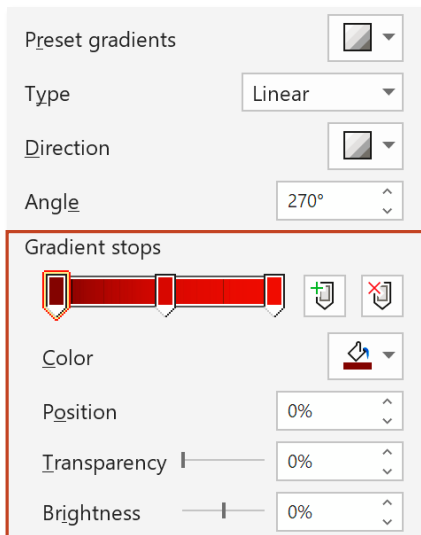 Preset gradients
Type Linear
Direction
Angle 270°
Gradient stops
Color
Position 0%
Transparency 0%
Brightness 0%